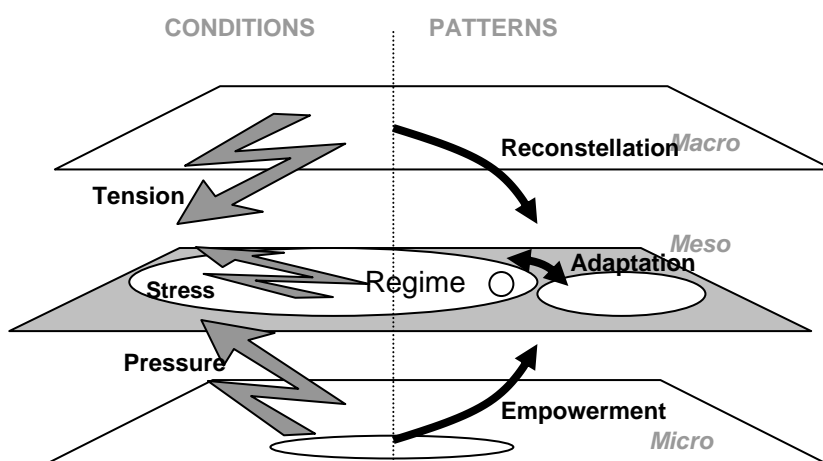 CONDITIONS PATTERNS
Reconstellation Macro
Tension
Meso
Adaptation
Stress Regime
Pressure
Empowerment
Micro